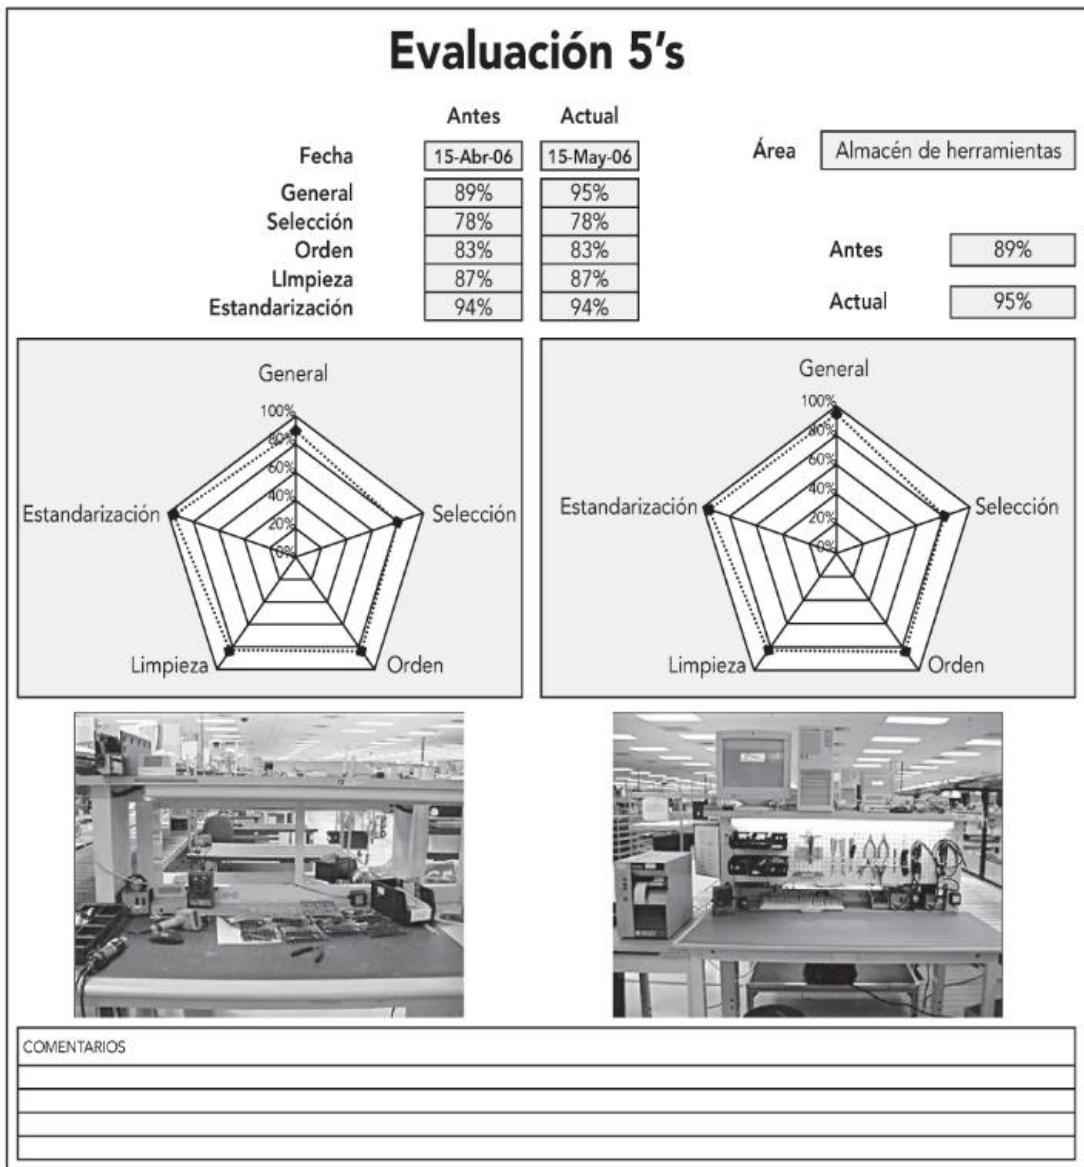 Evaluación 5's
Antes Actual
Fecha 15-Abr-06 15-May-06 Área Almacén de herramientas
General 89% 95%
Selección 78% 78%
Orden 83% 83% Antes 89%
LImpieza 87% 87%
Estandarización 94% 94% Actual 95%
General
100%
80%
60%
40%
20%
0%
Estandarización
Selección
Limpieza
Orden
General
100%
80%
60%
40%
20%
0%
Estandarización
Selección
Limpieza
Orden
COMENTARIOS